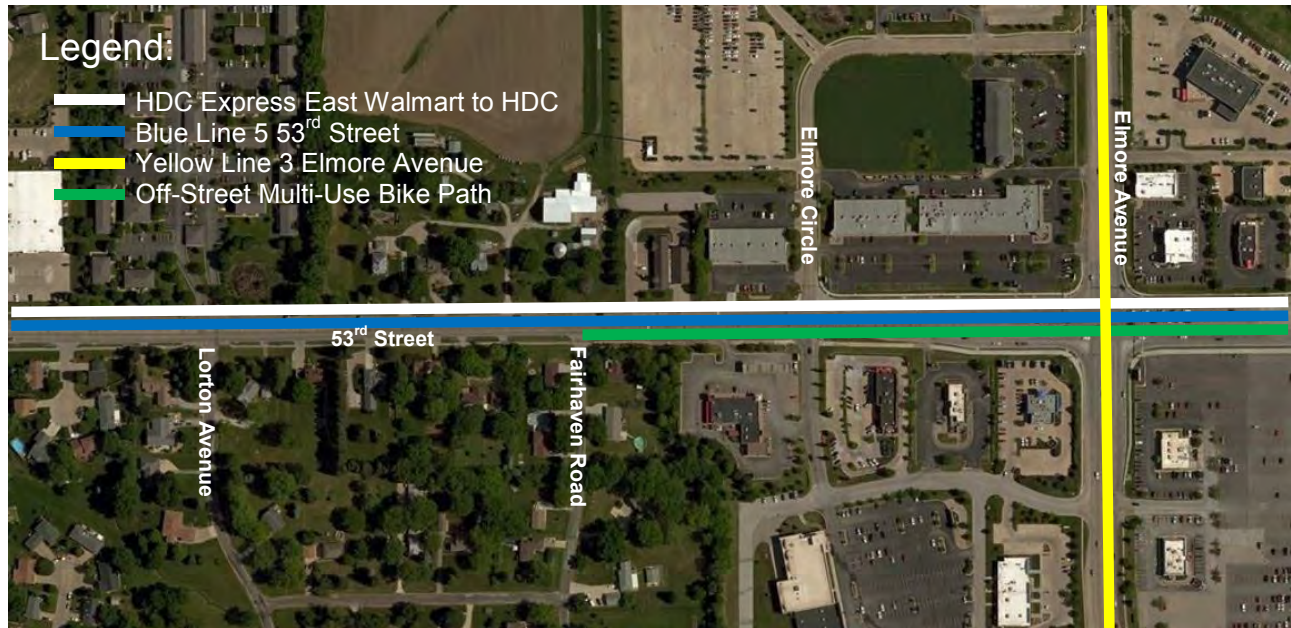 Legend:
HDC Express East Walmart to HDC
Blue Line 5 53rd Street
Yellow Line 3 Elmore Avenue
Off-Street Multi-Use Bike Path
Elmore Circle
Elmore Avenue
53rd Street
Lorton Avenue
Fairhaven Road